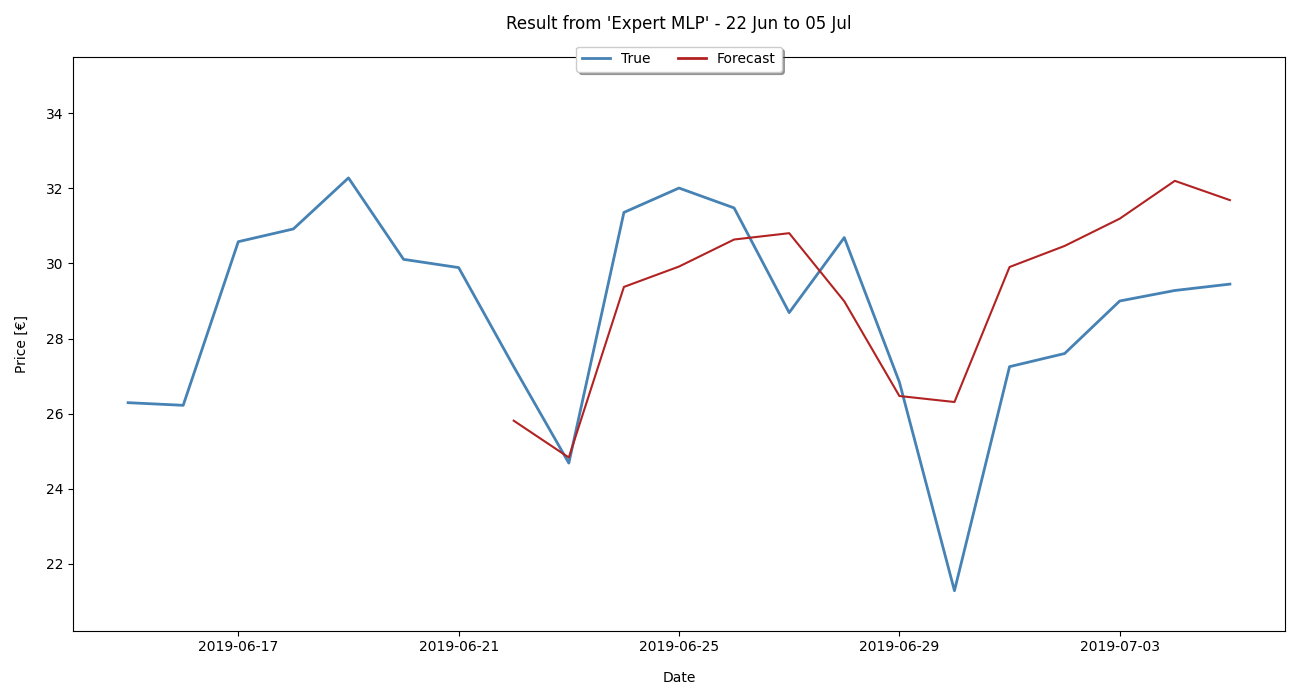 Result from 'Expert MLP' - 22 Jun to 05 Jul
True Forecast
34
32
30
28
26
24
22
Price [€]
2019-06-17 2019-06-21 2019-06-25 2019-06-29 2019-07-03
Date